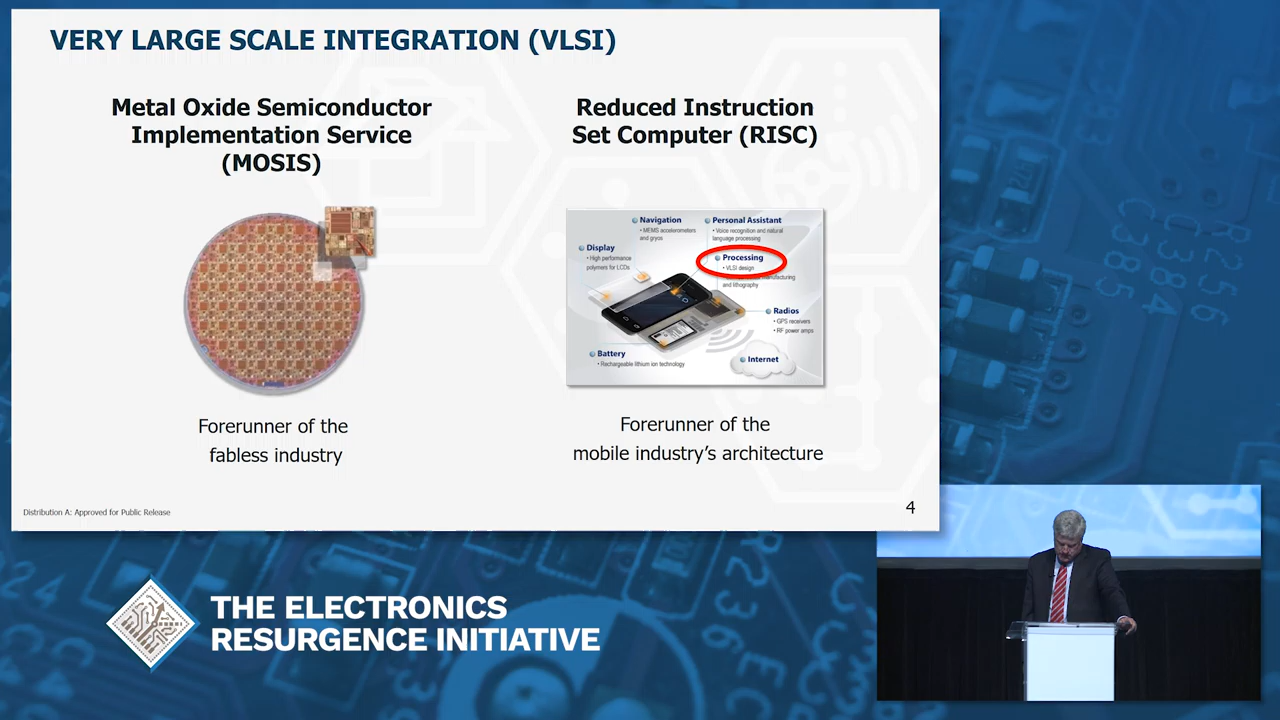 VERY LARGE SCALE INTEGRATION (VLSI)
Metal Oxide Semiconductor
Implementation Service
(MOSIS)
Forerunner of the
fabless industry
Reduced Instruction
Set Computer (RISC)
Navigation
• MEMS accelerometers
and gryos
Personal Assistant
• Voice recognition and natural
language processing
Display
• High performance
polymers for LCDs
Processing
• VLSI design
manufacturing
and lithography
Radios
• GPS receivers
• RF power amps
Battery
• Rechargeable lithium ion technology
Internet
Forerunner of the
mobile industry's architecture
Distribution A: Approved for Public Release
4
THE ELECTRONICS
RESURGENCE INITIATIVE